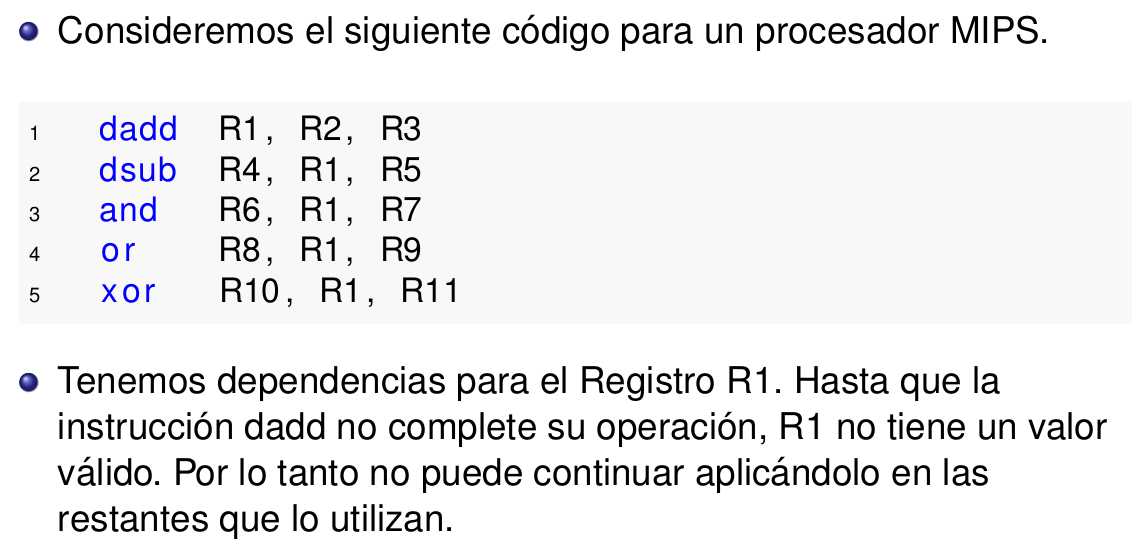 Consideremos el siguiente código para un procesador MIPS.
1 dadd R1, R2, R3
2 dsub R4, R1, R5
3 and R6, R1, R7
4 or R8, R1, R9
5 xor R10, R1, R11
Tenemos dependencias para el Registro R1. Hasta que la
instrucción dadd no complete su operación, R1 no tiene un valor
válido. Por lo tanto no puede continuar aplicándolo en las
restantes que lo utilizan.